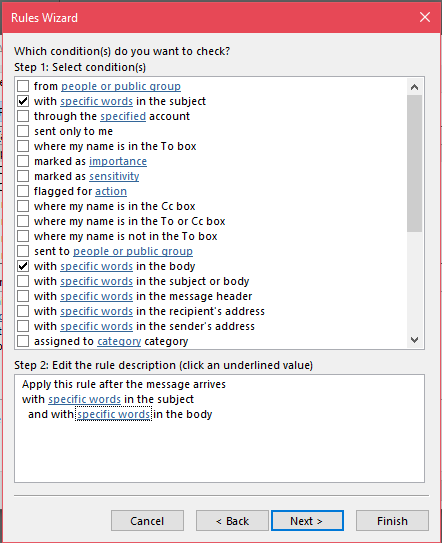 Rules Wizard
Which condition(s) do you want to check?
Step 1: Select condition(s)
from people or public group
with specific words in the subject
through the specified account
sent only to me
where my name is in the To box
marked as importance
marked as sensitivity
flagged for action
where my name is in the Cc box
where my name is in the To or Cc box
where my name is not in the To box
sent to people or public group
with specific words in the body
with specific words in the subject or body
with specific words in the message header
with specific words in the recipient's address
with specific words in the sender's address
assigned to category category
Step 2: Edit the rule description (click an underlined value)
Apply this rule after the message arrives
with specific words in the subject
and with specific words in the body
Cancel
< Back
Next >
Finish